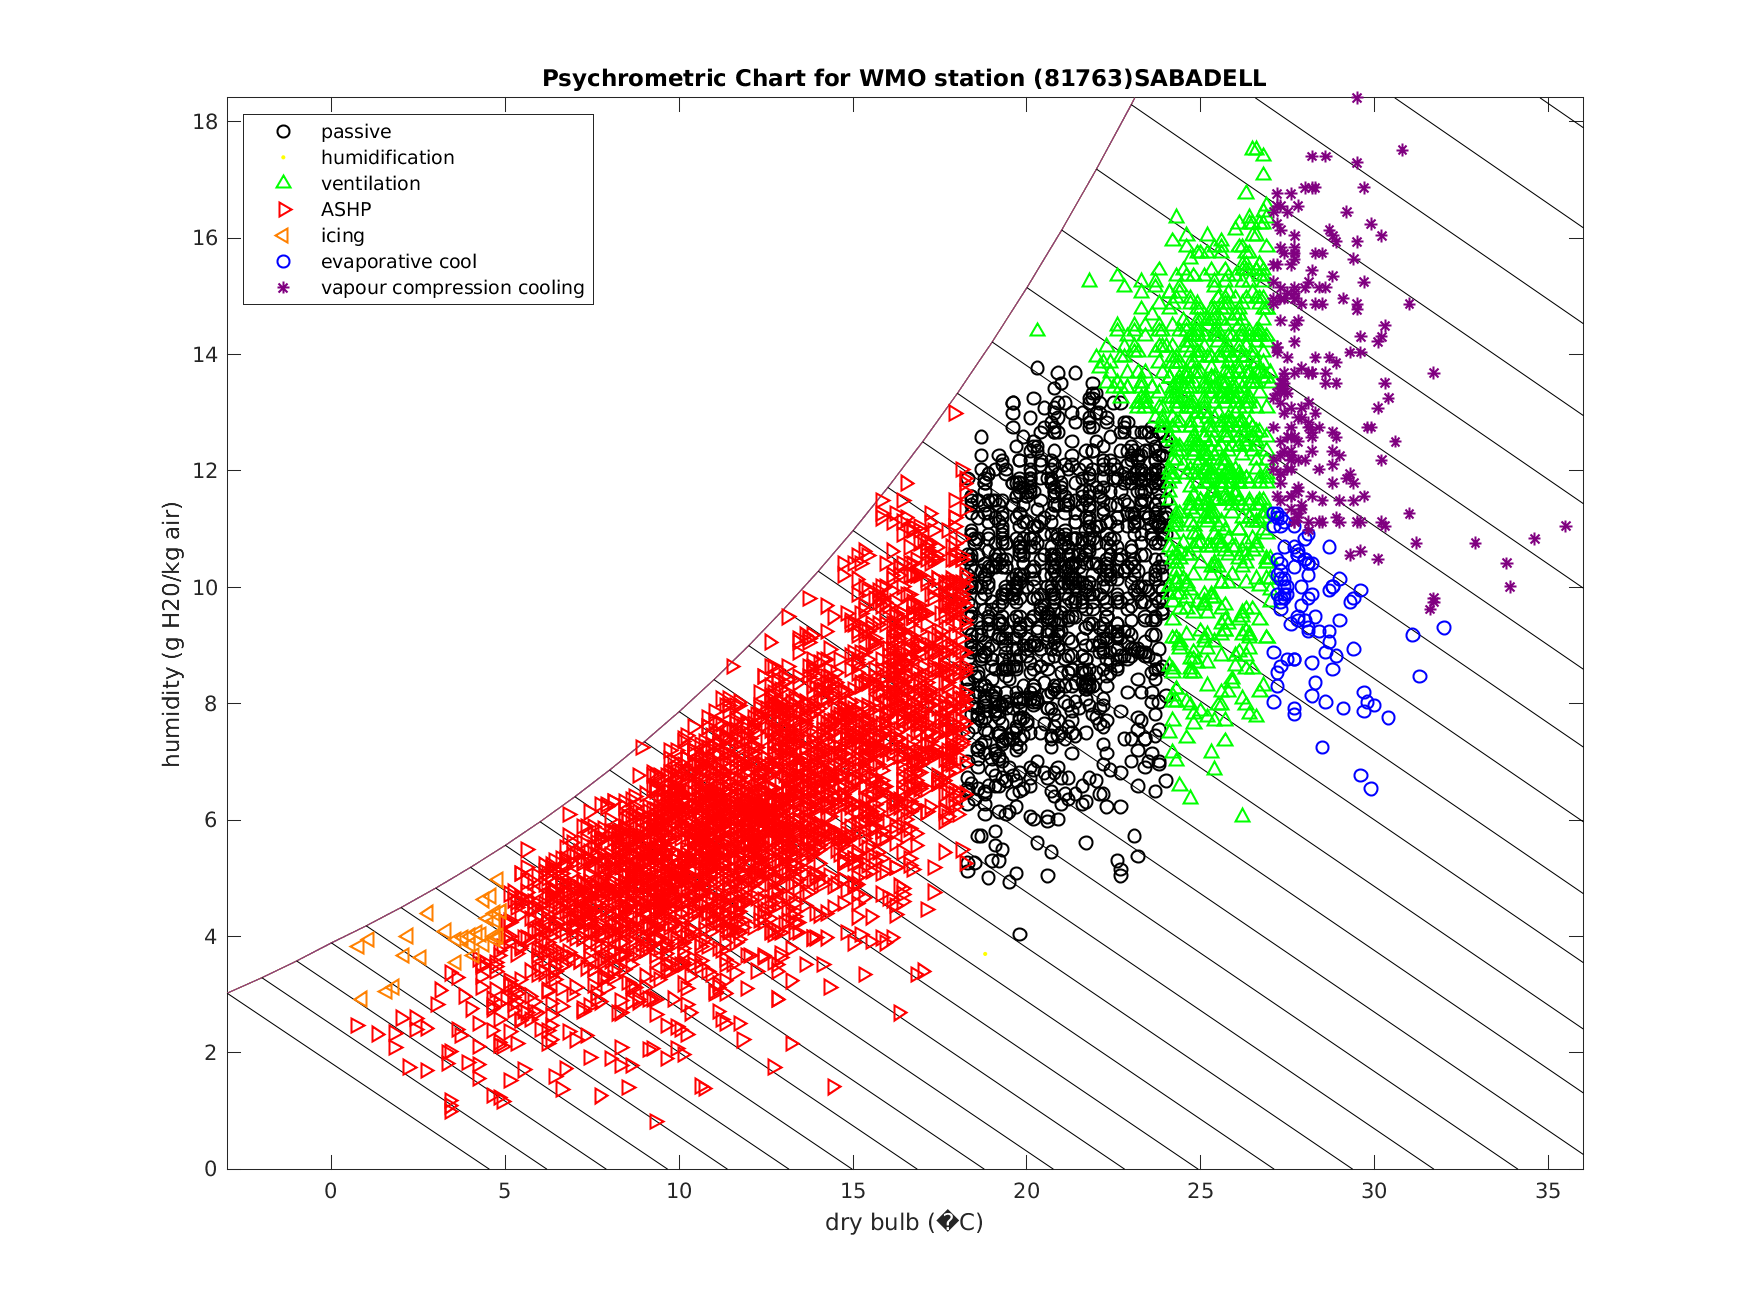 Psychrometric Chart for WMO station (81763)SABADELL
passive
humidification
ventilation
ASHP
icing
evaporative cool
vapour compression cooling
humidity (g H20/kg air)
18
16
14
12
10
8
6
4
2
0
0 5 10 15 20 25 30 35
dry bulb (�C)